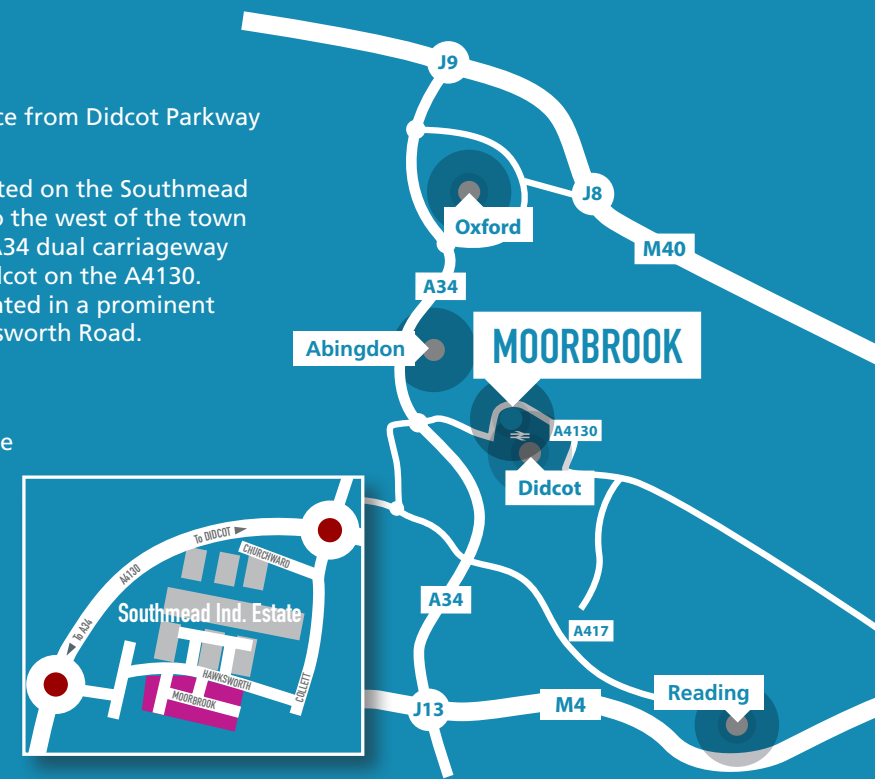 ce from Didcot Parkway
ted on the Southmead
o the west of the town
A34 dual carriageway
dcot on the A4130.
ated in a prominent
sworth Road.
e
J9
J8
Oxford
M40
A34
Abingdon
MOORBROOK
A4130
Didcot
A34
A417
Reading
M4
J13
To DIDCOT
CHURCHWARD
A4130
Southmead Ind. Estate
To A34
HAWKSWORTH
MOORBROOK
COLLETT